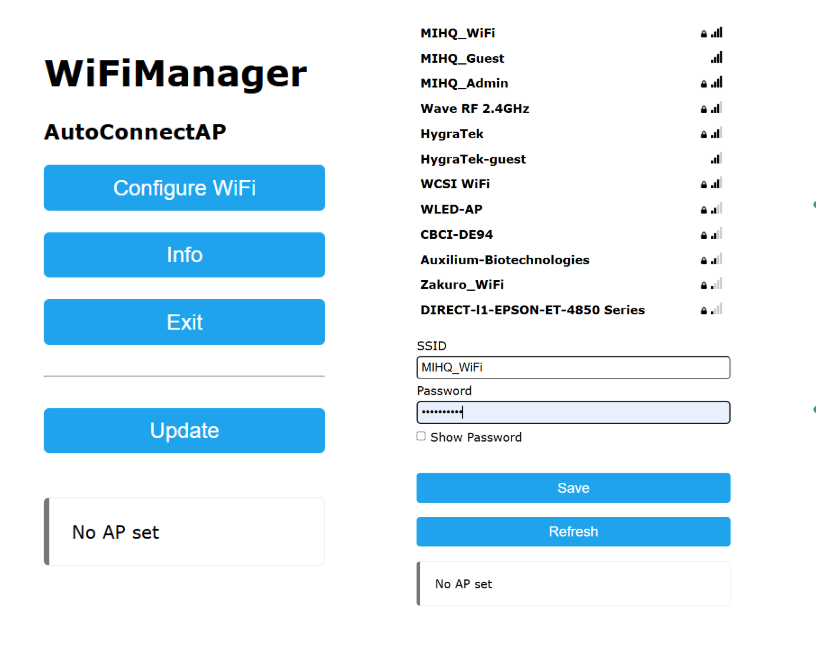 WiFiManager
AutoConnectAP
Configure WiFi
Info
Exit
Update
No AP set
MIHQ_WiFi
MIHQ_Guest
MIHQ_Admin
Wave RF 2.4GHz
HygraTek
HygraTek-guest
WCSI WiFi
WLED-AP
CBCI-DE94
Auxilium-Biotechnologies
Zakuro_WiFi
DIRECT-l1-EPSON-ET-4850 Series
SSID
MIHQ_WiFi
Password
••••••••••
Show Password
Save
Refresh
No AP set